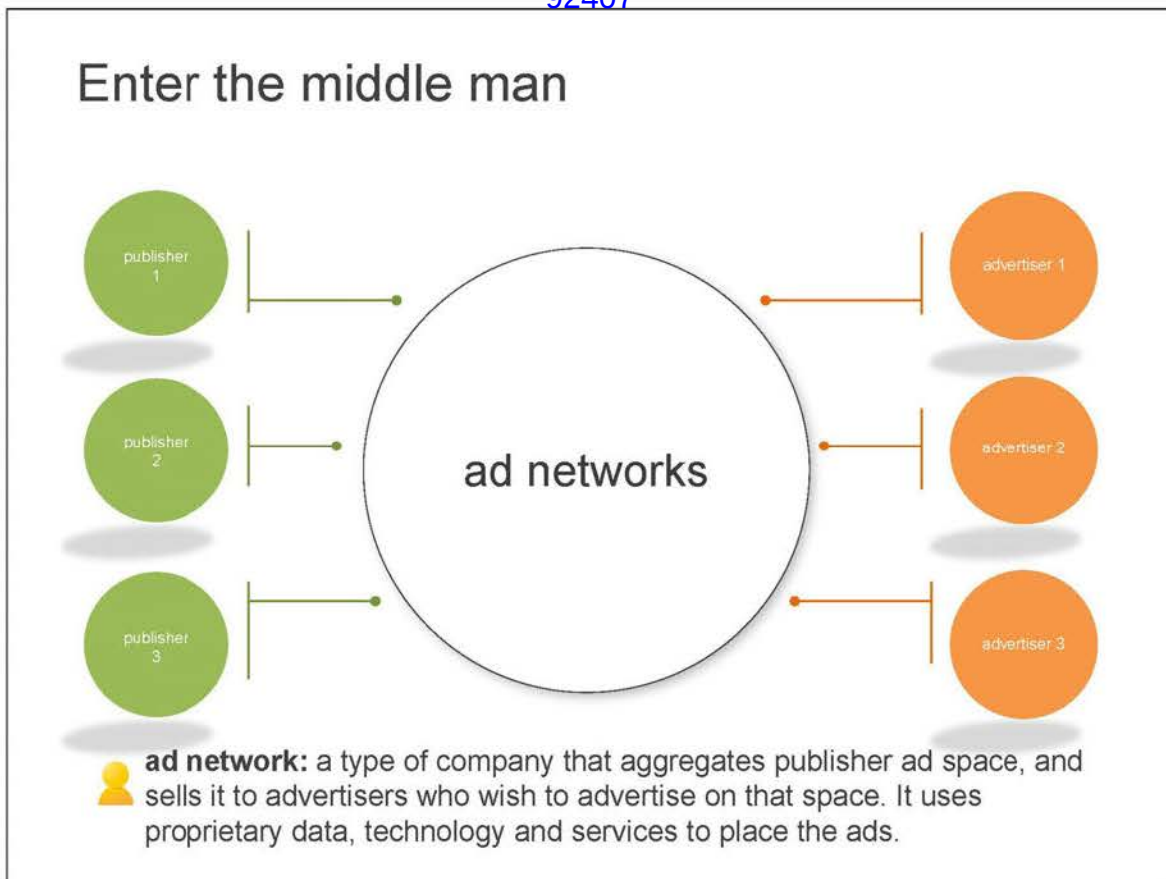 Enter the middle man
publisher
1
advertiser 1
publisher
2
ad networks
advertiser 2
publisher
3
advertiser 3
ad network: a type of company that aggregates publisher ad space, and
sells it to advertisers who wish to advertise on that space. It uses
proprietary data, technology and services to place the ads.